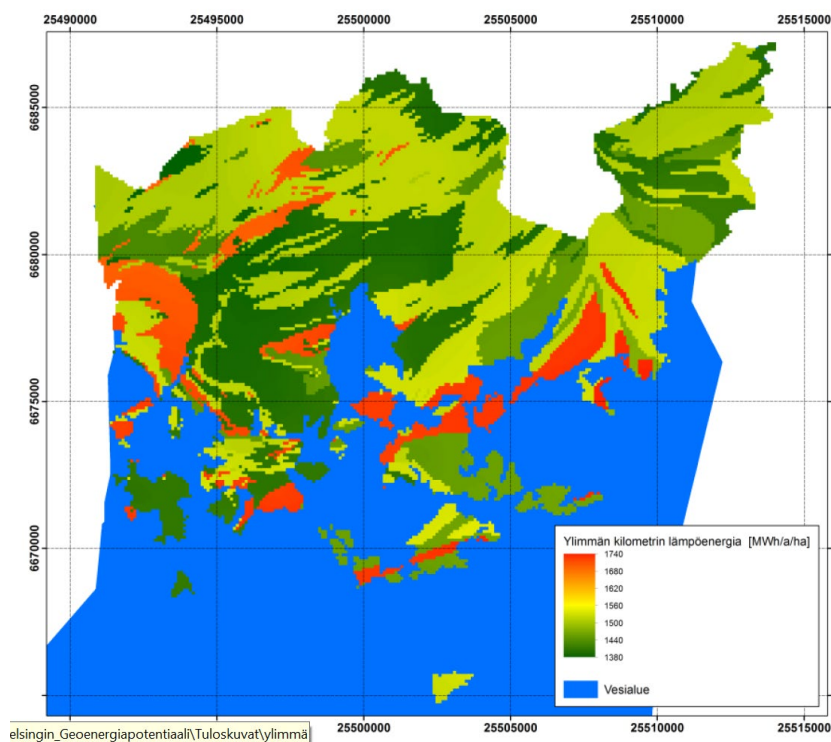 25490000 25495000 25500000 25505000 25510000 25515000
6685000
6680000
6675000
6670000
Ylimmän kilometrin lämpöenergia [MWh/a/ha]
1740
1680
1620
1560
1500
1440
1380
Vesialue
elsingin_Geoenergiapotentiaali\Tuloskuvat\ylimmä
25500000 25505000 25510000 25515000